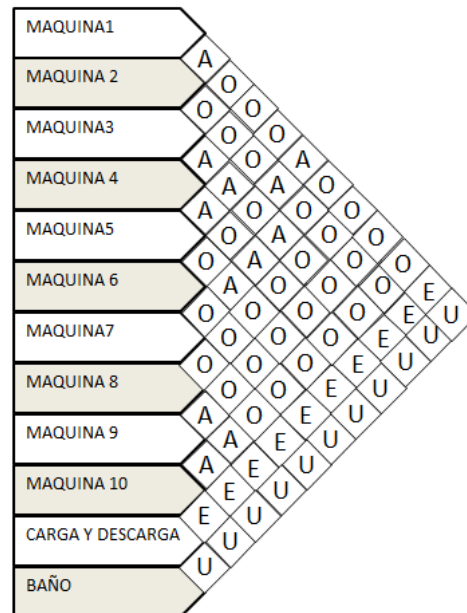 MAQUINA1
A
MAQUINA 2
O
O O
MAQUINA3
O O
A O A
MAQUINA 4
A A O
A O O O
MAQUINA5
O A O O
O A O O O
MAQUINA 6
A O O O E
O O O O E U
MAQUINA7
O O O E U
O O O E U
MAQUINA 8
O O E U
A O E U
MAQUINA 9
A E U
A E U
MAQUINA 10
E U
E U
CARGA Y DESCARGA
U
U
BAÑO